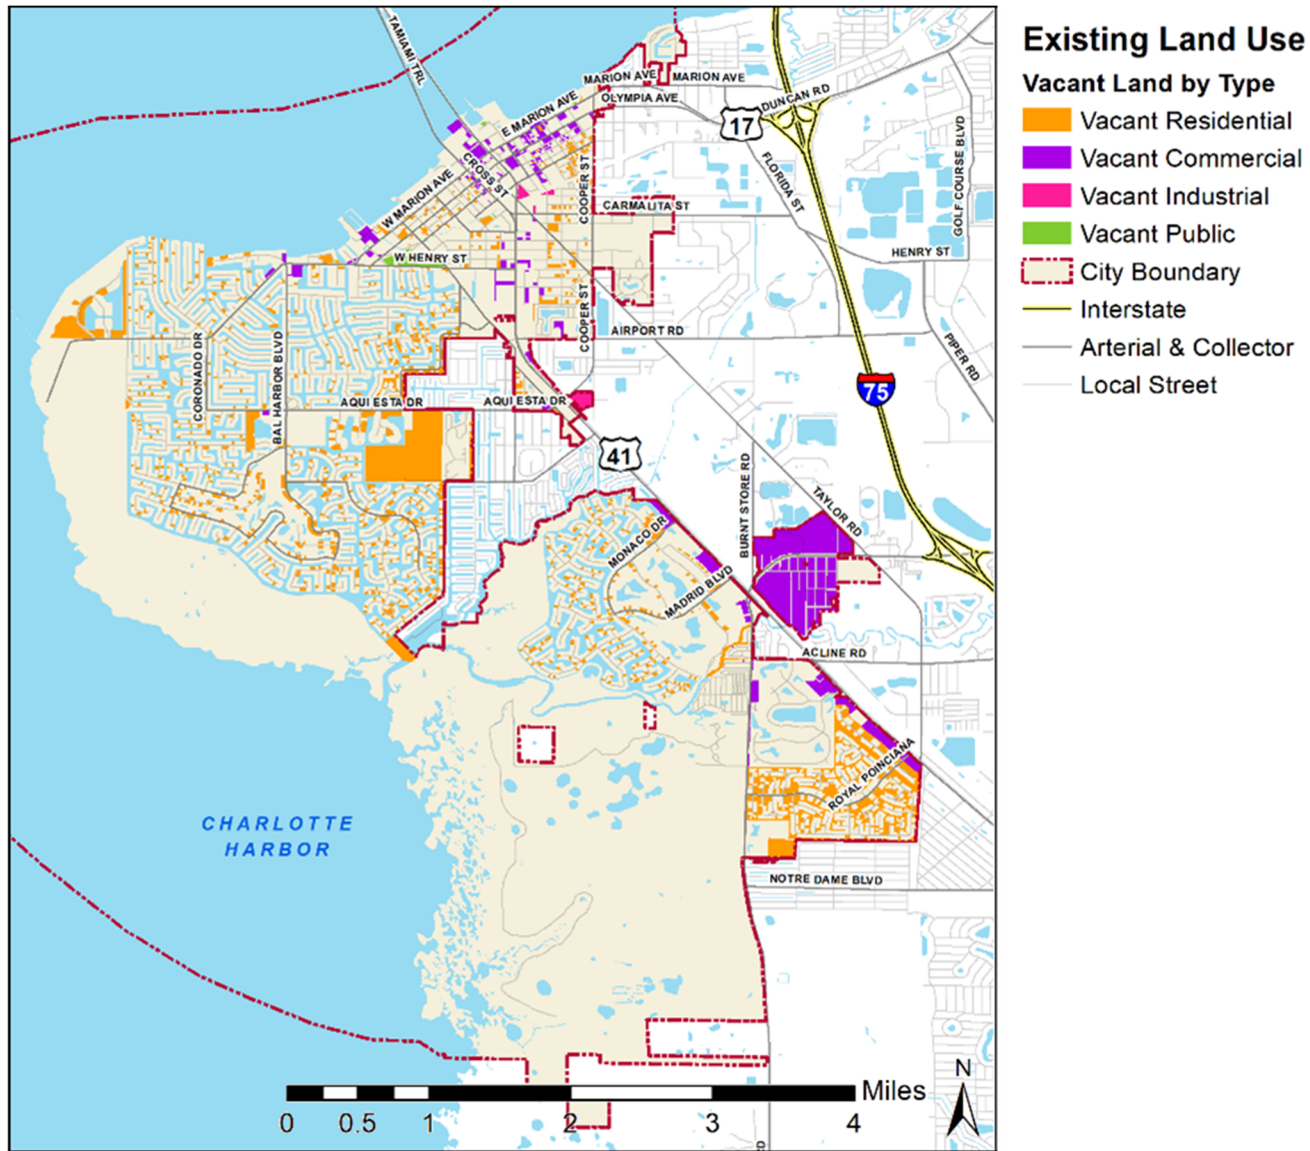 Existing Land Use
Vacant Land by Type
Vacant Residential
Vacant Commercial
Vacant Industrial
Vacant Public
City Boundary
Interstate
Arterial & Collector
Local Street
TAMIAMI TRL
MARION AVE
MARION AVE
OLYMPIA AVE
E MARION AVE
DUNCAN RD
17
CROSS ST
COOPER ST
FLORIDA ST
GOLF COURSE BLVD
W MARION AVE
CARMALITA ST
W HENRY ST
HENRY ST
COOPER ST
AIRPORT RD
PIPER RD
CORONADO DR
BAL HARBOR BLVD
75
AQUI ESTA DR
AQUI ESTA DR
41
BURNT STORE RD
TAYLOR RD
MONACO DR
MADRID BLVD
ACLINE RD
ROYAL POINCIANA
CHARLOTTE
HARBOR
NOTRE DAME BLVD
N
Miles
0 0.5 1 2 3 4
RD